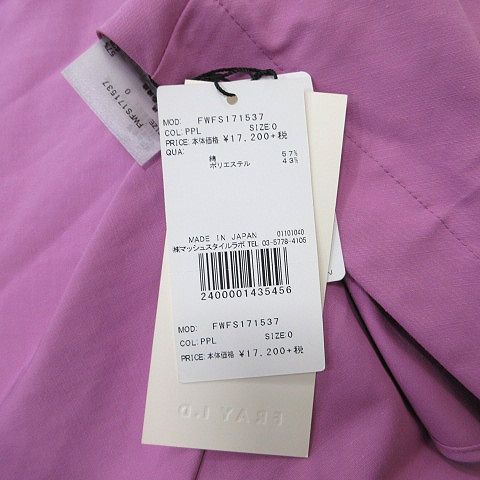 MOD: FWFS171537
COL: PPL SIZE: 0
PRICE: 本体価格 ¥17,200+税
QUA:
綿 57%
ポリエステル 43%
MADE IN JAPAN 01101040
㈱マッシュスタイルラボ TEL 03-5778-4105
2400001435456
MOD: FWFS171537
COL: PPL SIZE: 0
PRICE: 本体価格 ¥17,200+税
FRAY I.D
FWFS171537
0